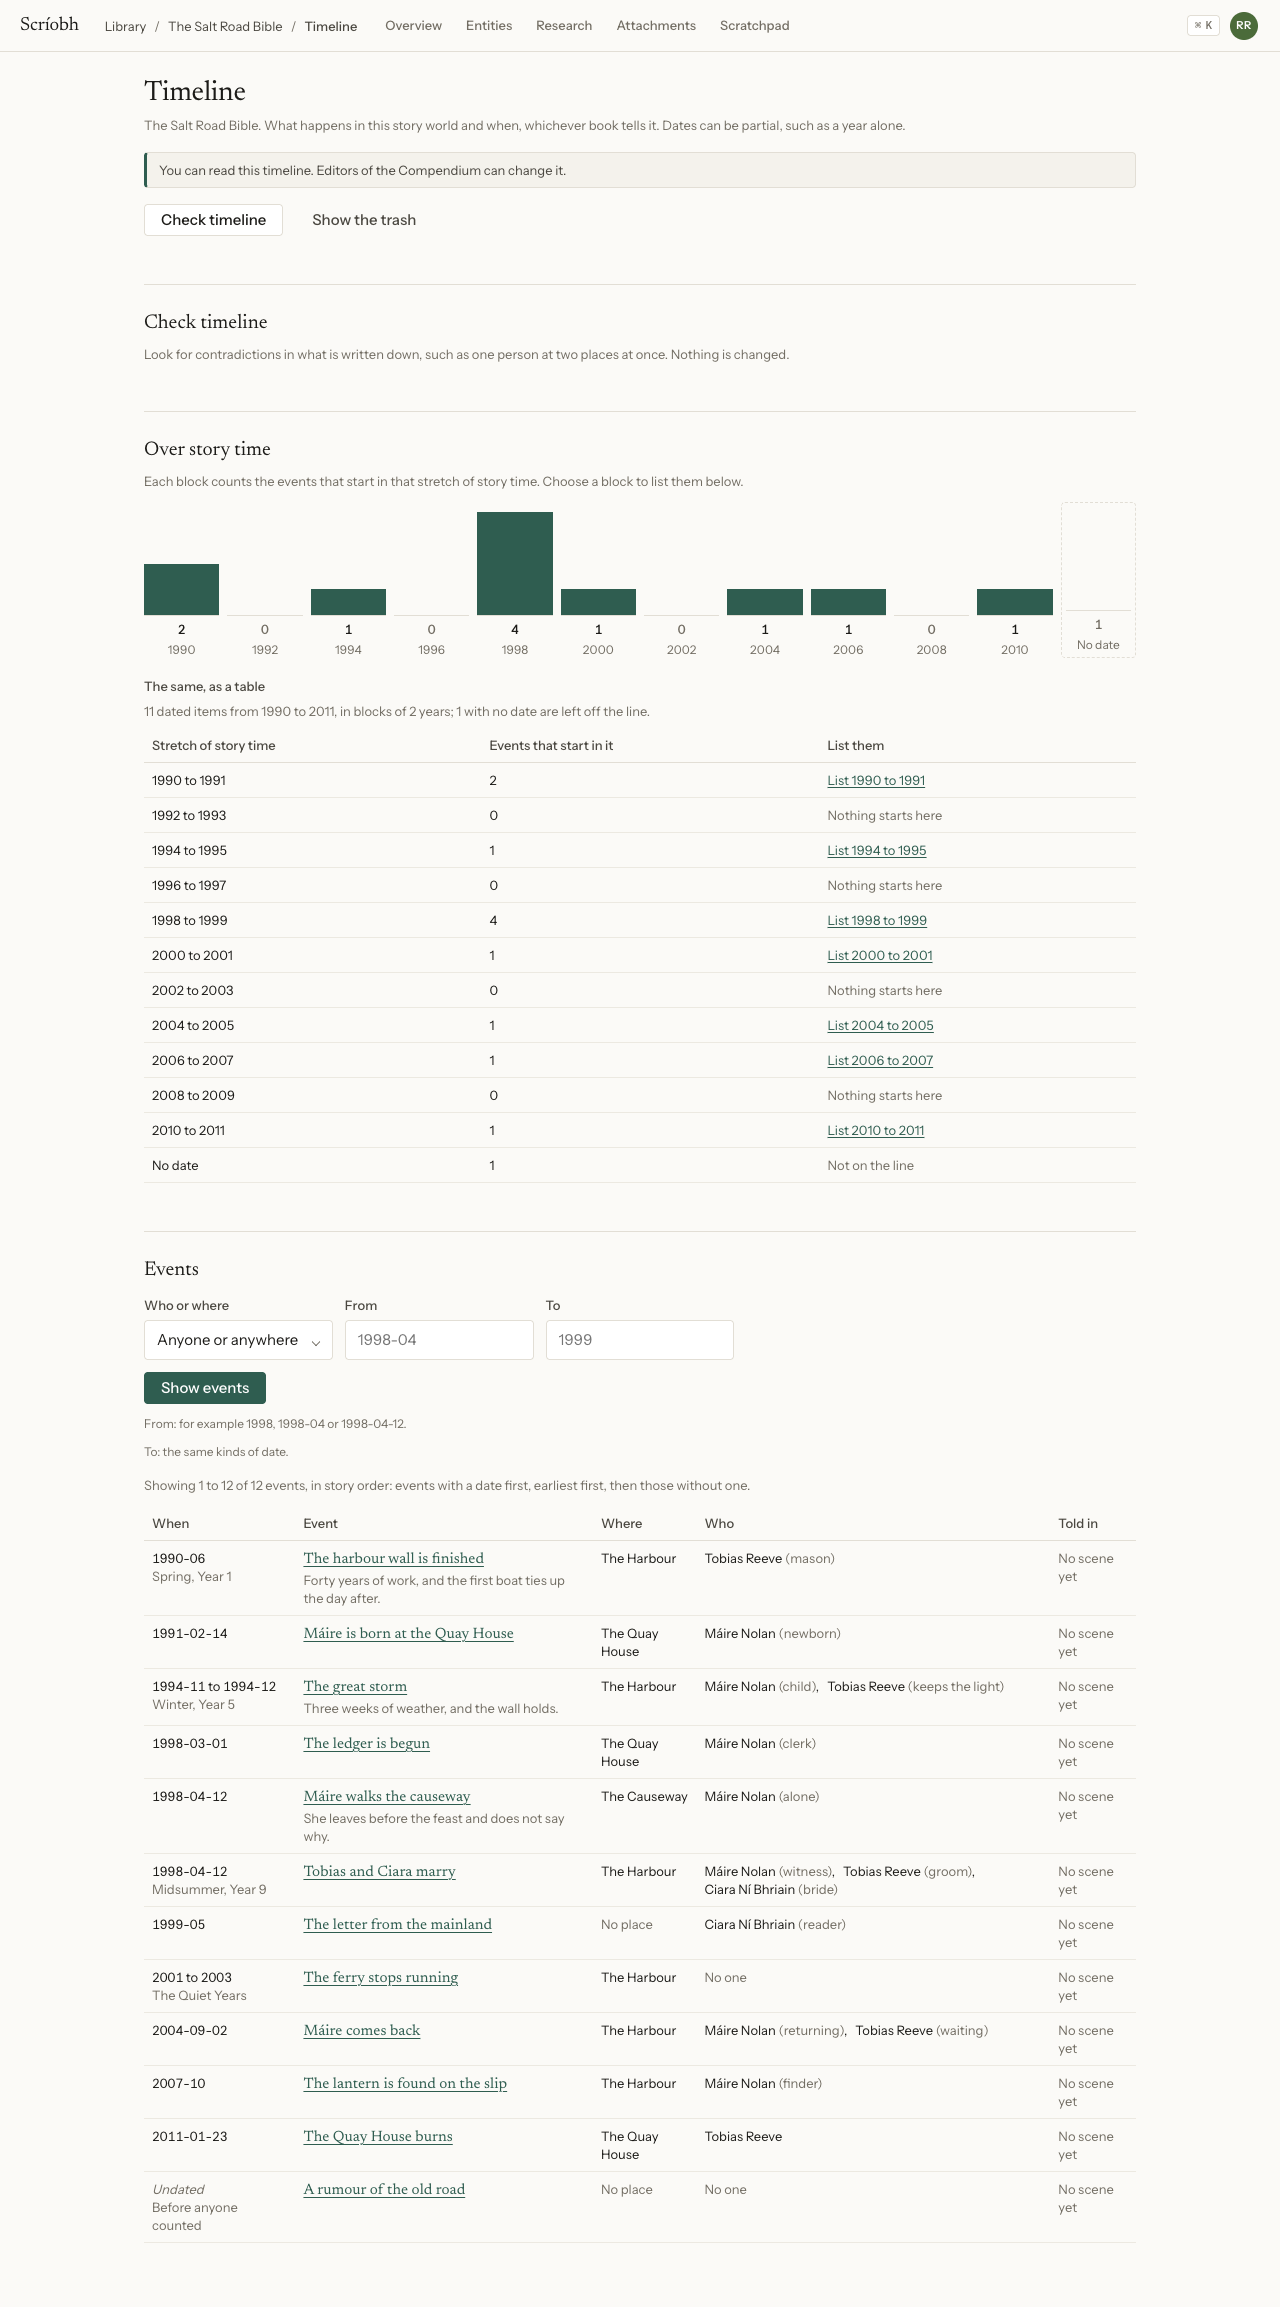 Scríobh
Library / The Salt Road Bible / Timeline
Overview
Entities
Research
Attachments
Scratchpad
⌘ K
RR
Timeline
The Salt Road Bible. What happens in this story world and when, whichever book tells it. Dates can be partial, such as a year alone.
You can read this timeline. Editors of the Compendium can change it.
Check timeline
Show the trash
Check timeline
Look for contradictions in what is written down, such as one person at two places at once. Nothing is changed.
Over story time
Each block counts the events that start in that stretch of story time. Choose a block to list them below.
2 0 1 0 4 1 0 1 1 0 1 1
1990 1992 1994 1996 1998 2000 2002 2004 2006 2008 2010 No date
The same, as a table
11 dated items from 1990 to 2011, in blocks of 2 years; 1 with no date are left off the line.
Stretch of story time Events that start in it List them
1990 to 1991 2 List 1990 to 1991
1992 to 1993 0 Nothing starts here
1994 to 1995 1 List 1994 to 1995
1996 to 1997 0 Nothing starts here
1998 to 1999 4 List 1998 to 1999
2000 to 2001 1 List 2000 to 2001
2002 to 2003 0 Nothing starts here
2004 to 2005 1 List 2004 to 2005
2006 to 2007 1 List 2006 to 2007
2008 to 2009 0 Nothing starts here
2010 to 2011 1 List 2010 to 2011
No date 1 Not on the line
Events
Who or where From To
Anyone or anywhere 1998-04 1999
Show events
From: for example 1998, 1998-04 or 1998-04-12.
To: the same kinds of date.
Showing 1 to 12 of 12 events, in story order: events with a date first, earliest first, then those without one.
When Event Where Who Told in
1990-06 The harbour wall is finished The Harbour Tobias Reeve (mason) No scene
Spring, Year 1 Forty years of work, and the first boat ties up yet
the day after.
1991-02-14 Máire is born at the Quay House The Quay Máire Nolan (newborn) No scene
House yet
1994-11 to 1994-12 The great storm The Harbour Máire Nolan (child), Tobias Reeve (keeps the light) No scene
Winter, Year 5 Three weeks of weather, and the wall holds. yet
1998-03-01 The ledger is begun The Quay Máire Nolan (clerk) No scene
House yet
1998-04-12 Máire walks the causeway The Causeway Máire Nolan (alone) No scene
She leaves before the feast and does not say yet
why.
1998-04-12 Tobias and Ciara marry The Harbour Máire Nolan (witness), Tobias Reeve (groom), No scene
Midsummer, Year 9 Ciara Ní Bhriain (bride) yet
1999-05 The letter from the mainland No place Ciara Ní Bhriain (reader) No scene
yet
2001 to 2003 The ferry stops running The Harbour No one No scene
The Quiet Years yet
2004-09-02 Máire comes back The Harbour Máire Nolan (returning), Tobias Reeve (waiting) No scene
yet
2007-10 The lantern is found on the slip The Harbour Máire Nolan (finder) No scene
yet
2011-01-23 The Quay House burns The Quay Tobias Reeve No scene
House yet
Undated A rumour of the old road No place No one No scene
Before anyone yet
counted